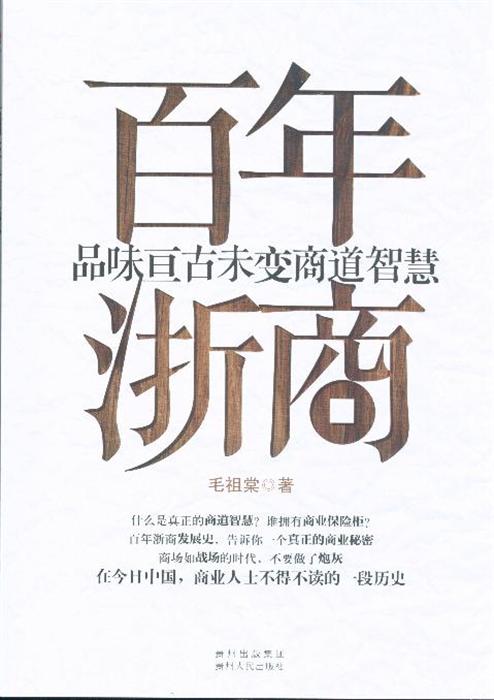 百年
品味亘古未变商道智慧
浙商
毛祖棠◎著
什么是真正的商道智慧？谁拥有商业保险柜？
百年浙商发展史，告诉你一个真正的商业秘密
商场如战场的时代，不要做了炮灰
在今日中国，商业人士不得不读的一段历史
贵州出版集团
贵州人民出版社